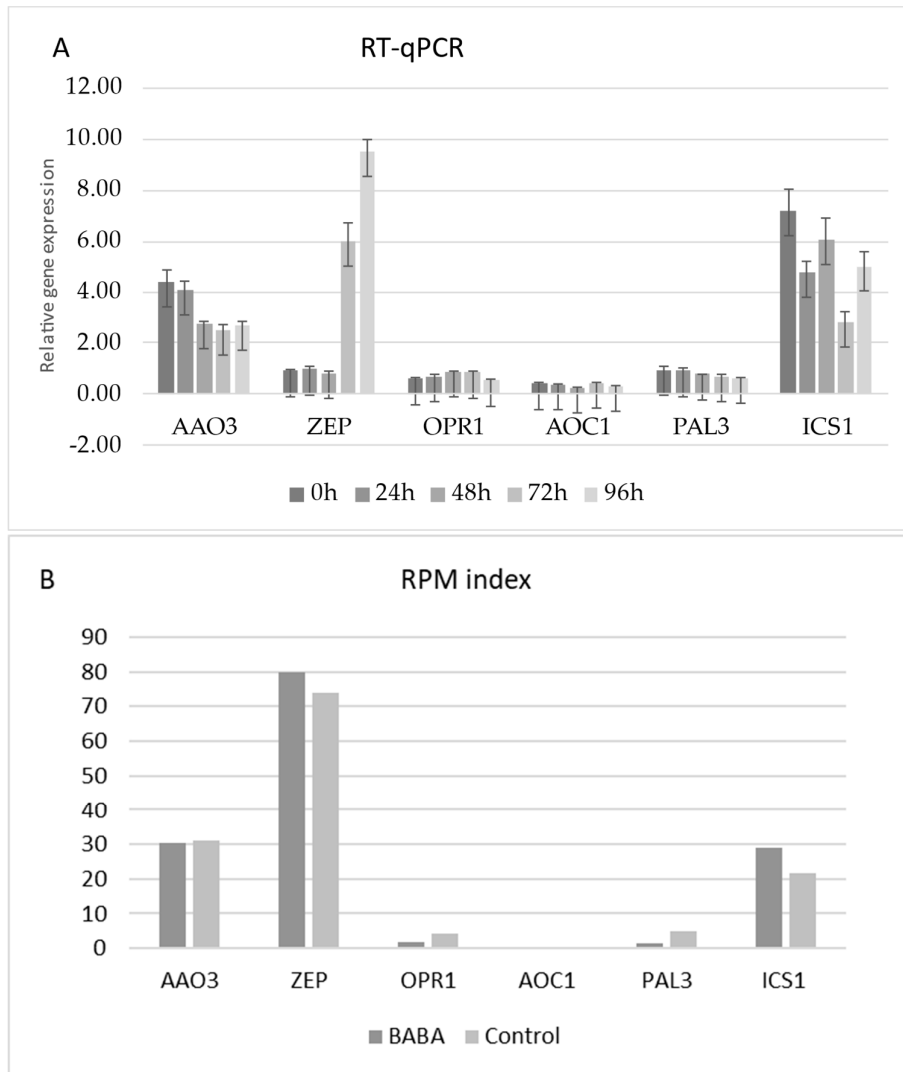 A
RT-qPCR
12.00
10.00
8.00
6.00
4.00
2.00
0.00
-2.00
Relative gene expression
AAO3 ZEP OPR1 AOC1 PAL3 ICS1
0h 24h 48h 72h 96h
B
RPM index
90
80
70
60
50
40
30
20
10
0
AAO3 ZEP OPR1 AOC1 PAL3 ICS1
BABA Control